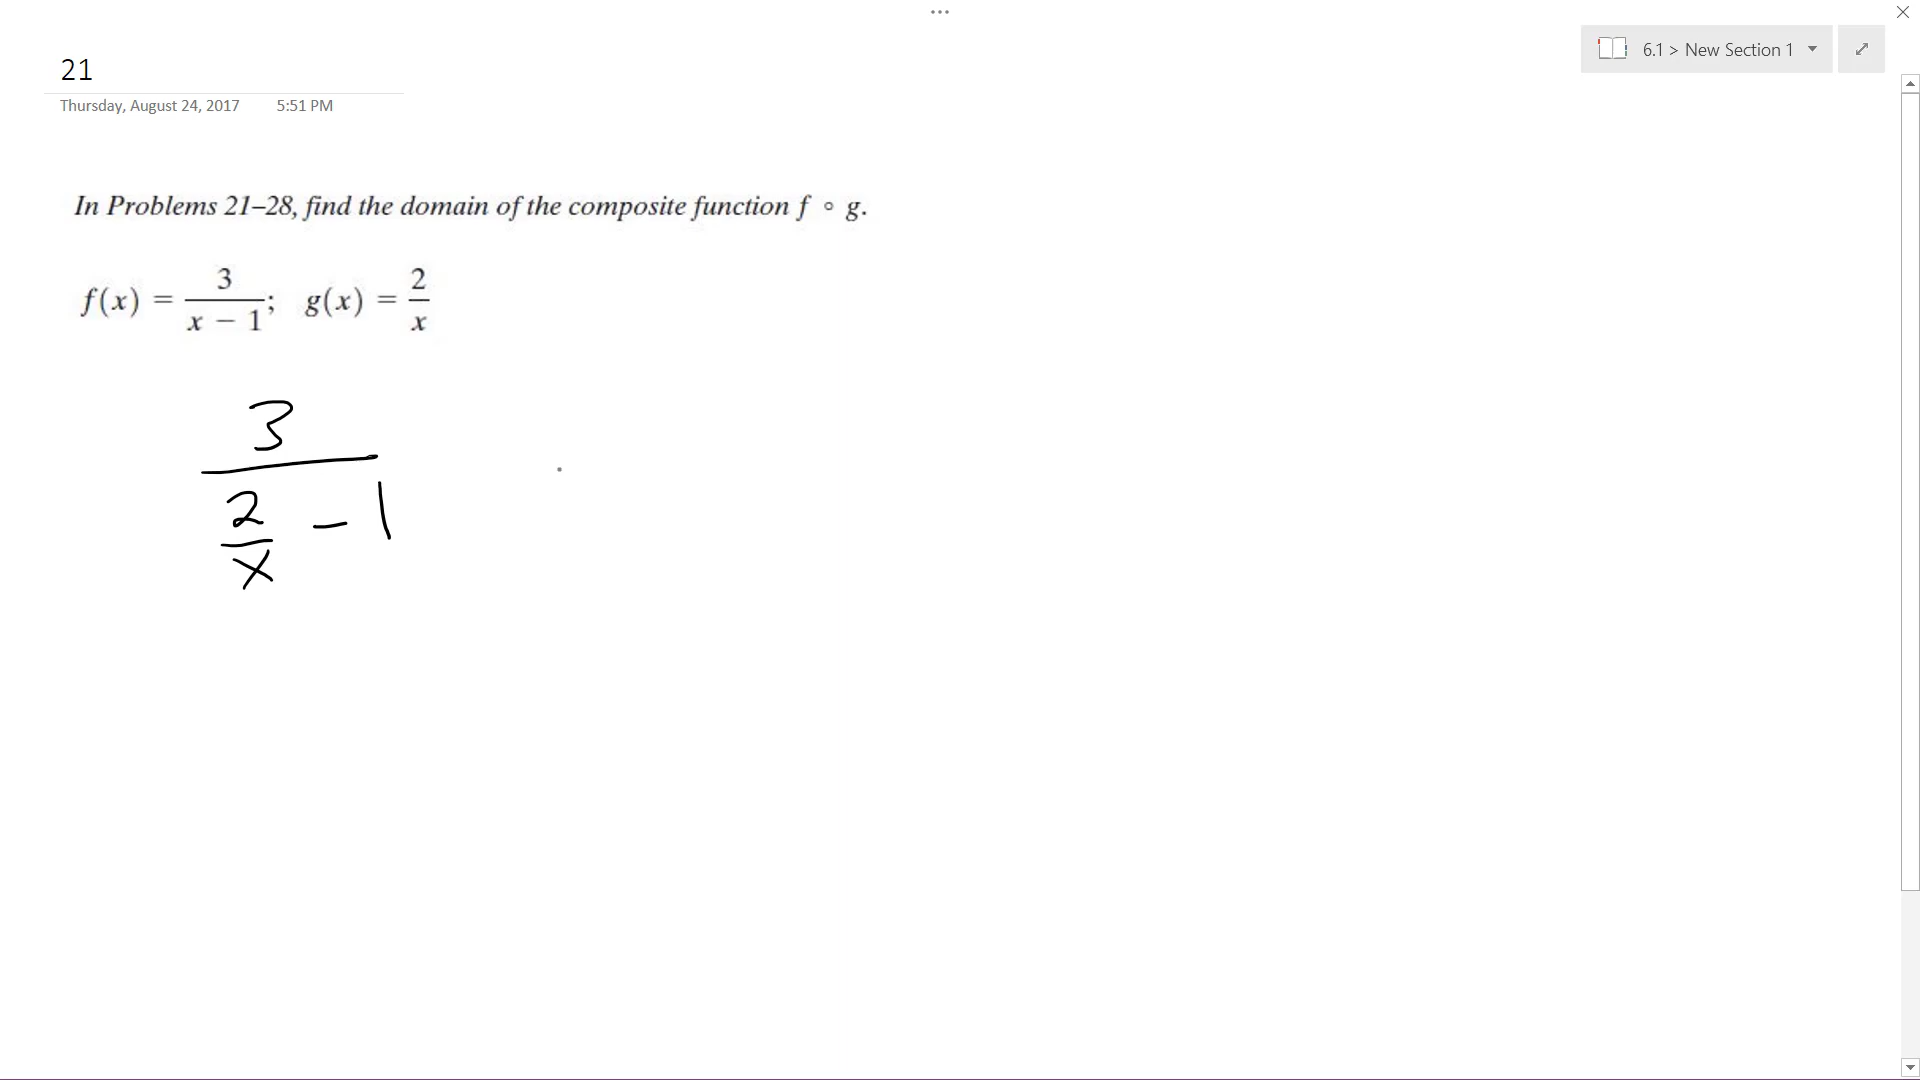 6.1 > New Section 1
21
Thursday, August 24, 2017 5:51 PM
In Problems 21–28, find the domain of the composite function f ∘ g.
f(x) = 3/(x − 1); g(x) = 2/x
3
2/x − 1